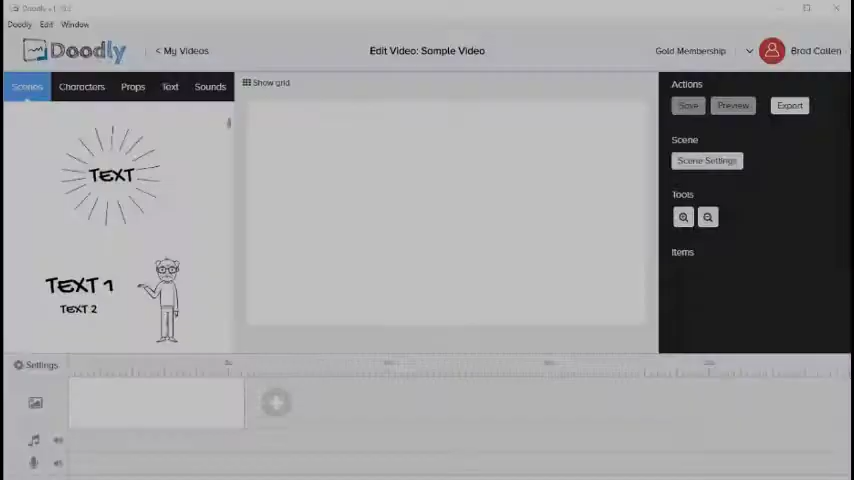 Doodly
Doodly Edit Window
Doodly < My Videos Edit Video: Sample Video Gold Membership Brad Callen
Scenes Characters Props Text Sounds Show grid Actions
Save Preview Export
TEXT
Scene
Scene Settings
Tools
Items
TEXT 1
TEXT 2
Settings